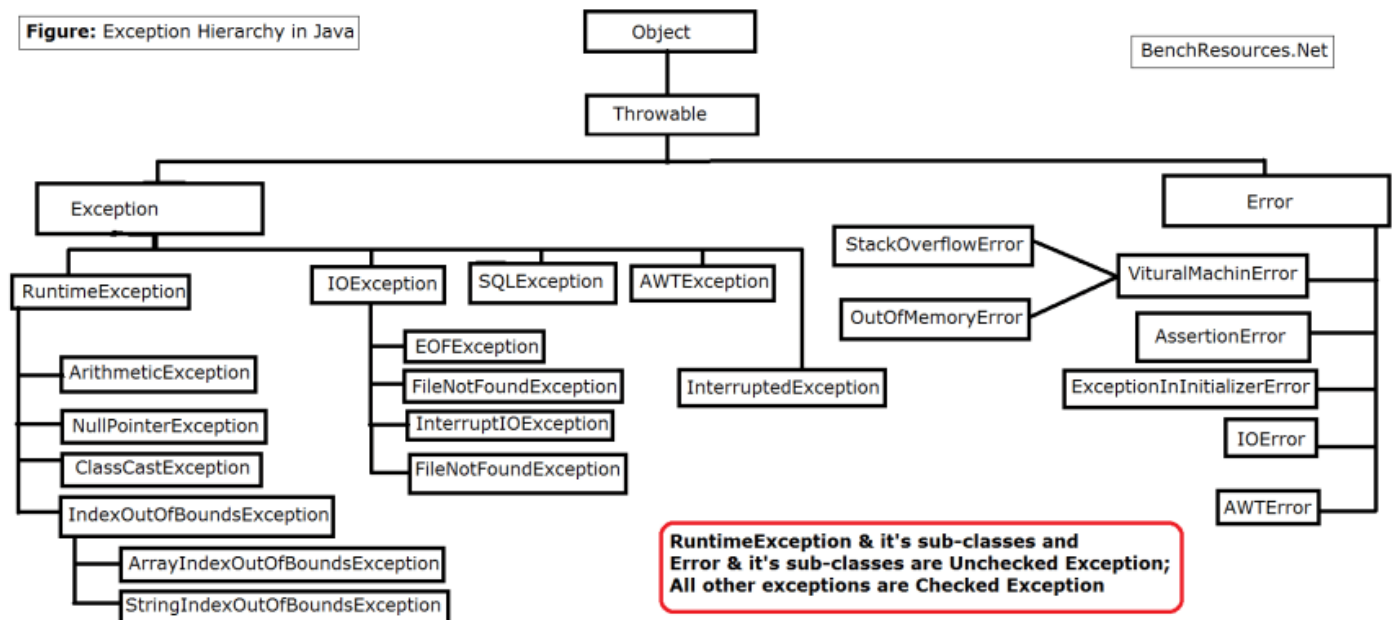 Figure: Exception Hierarchy in Java
Object
BenchResources.Net
Throwable
Exception
Error
StackOverflowError
VituralMachinError
OutOfMemoryError
RuntimeException
IOException
SQLException
AWTException
AssertionError
EOFException
ArithmeticException
FileNotFoundException
InterruptedException
ExceptionInInitializerError
NullPointerException
InterruptIOException
IOError
ClassCastException
FileNotFoundException
IndexOutOfBoundsException
AWTError
ArrayIndexOutOfBoundsException
StringIndexOutOfBoundsException
RuntimeException & it's sub-classes and
Error & it's sub-classes are Unchecked Exception;
All other exceptions are Checked Exception